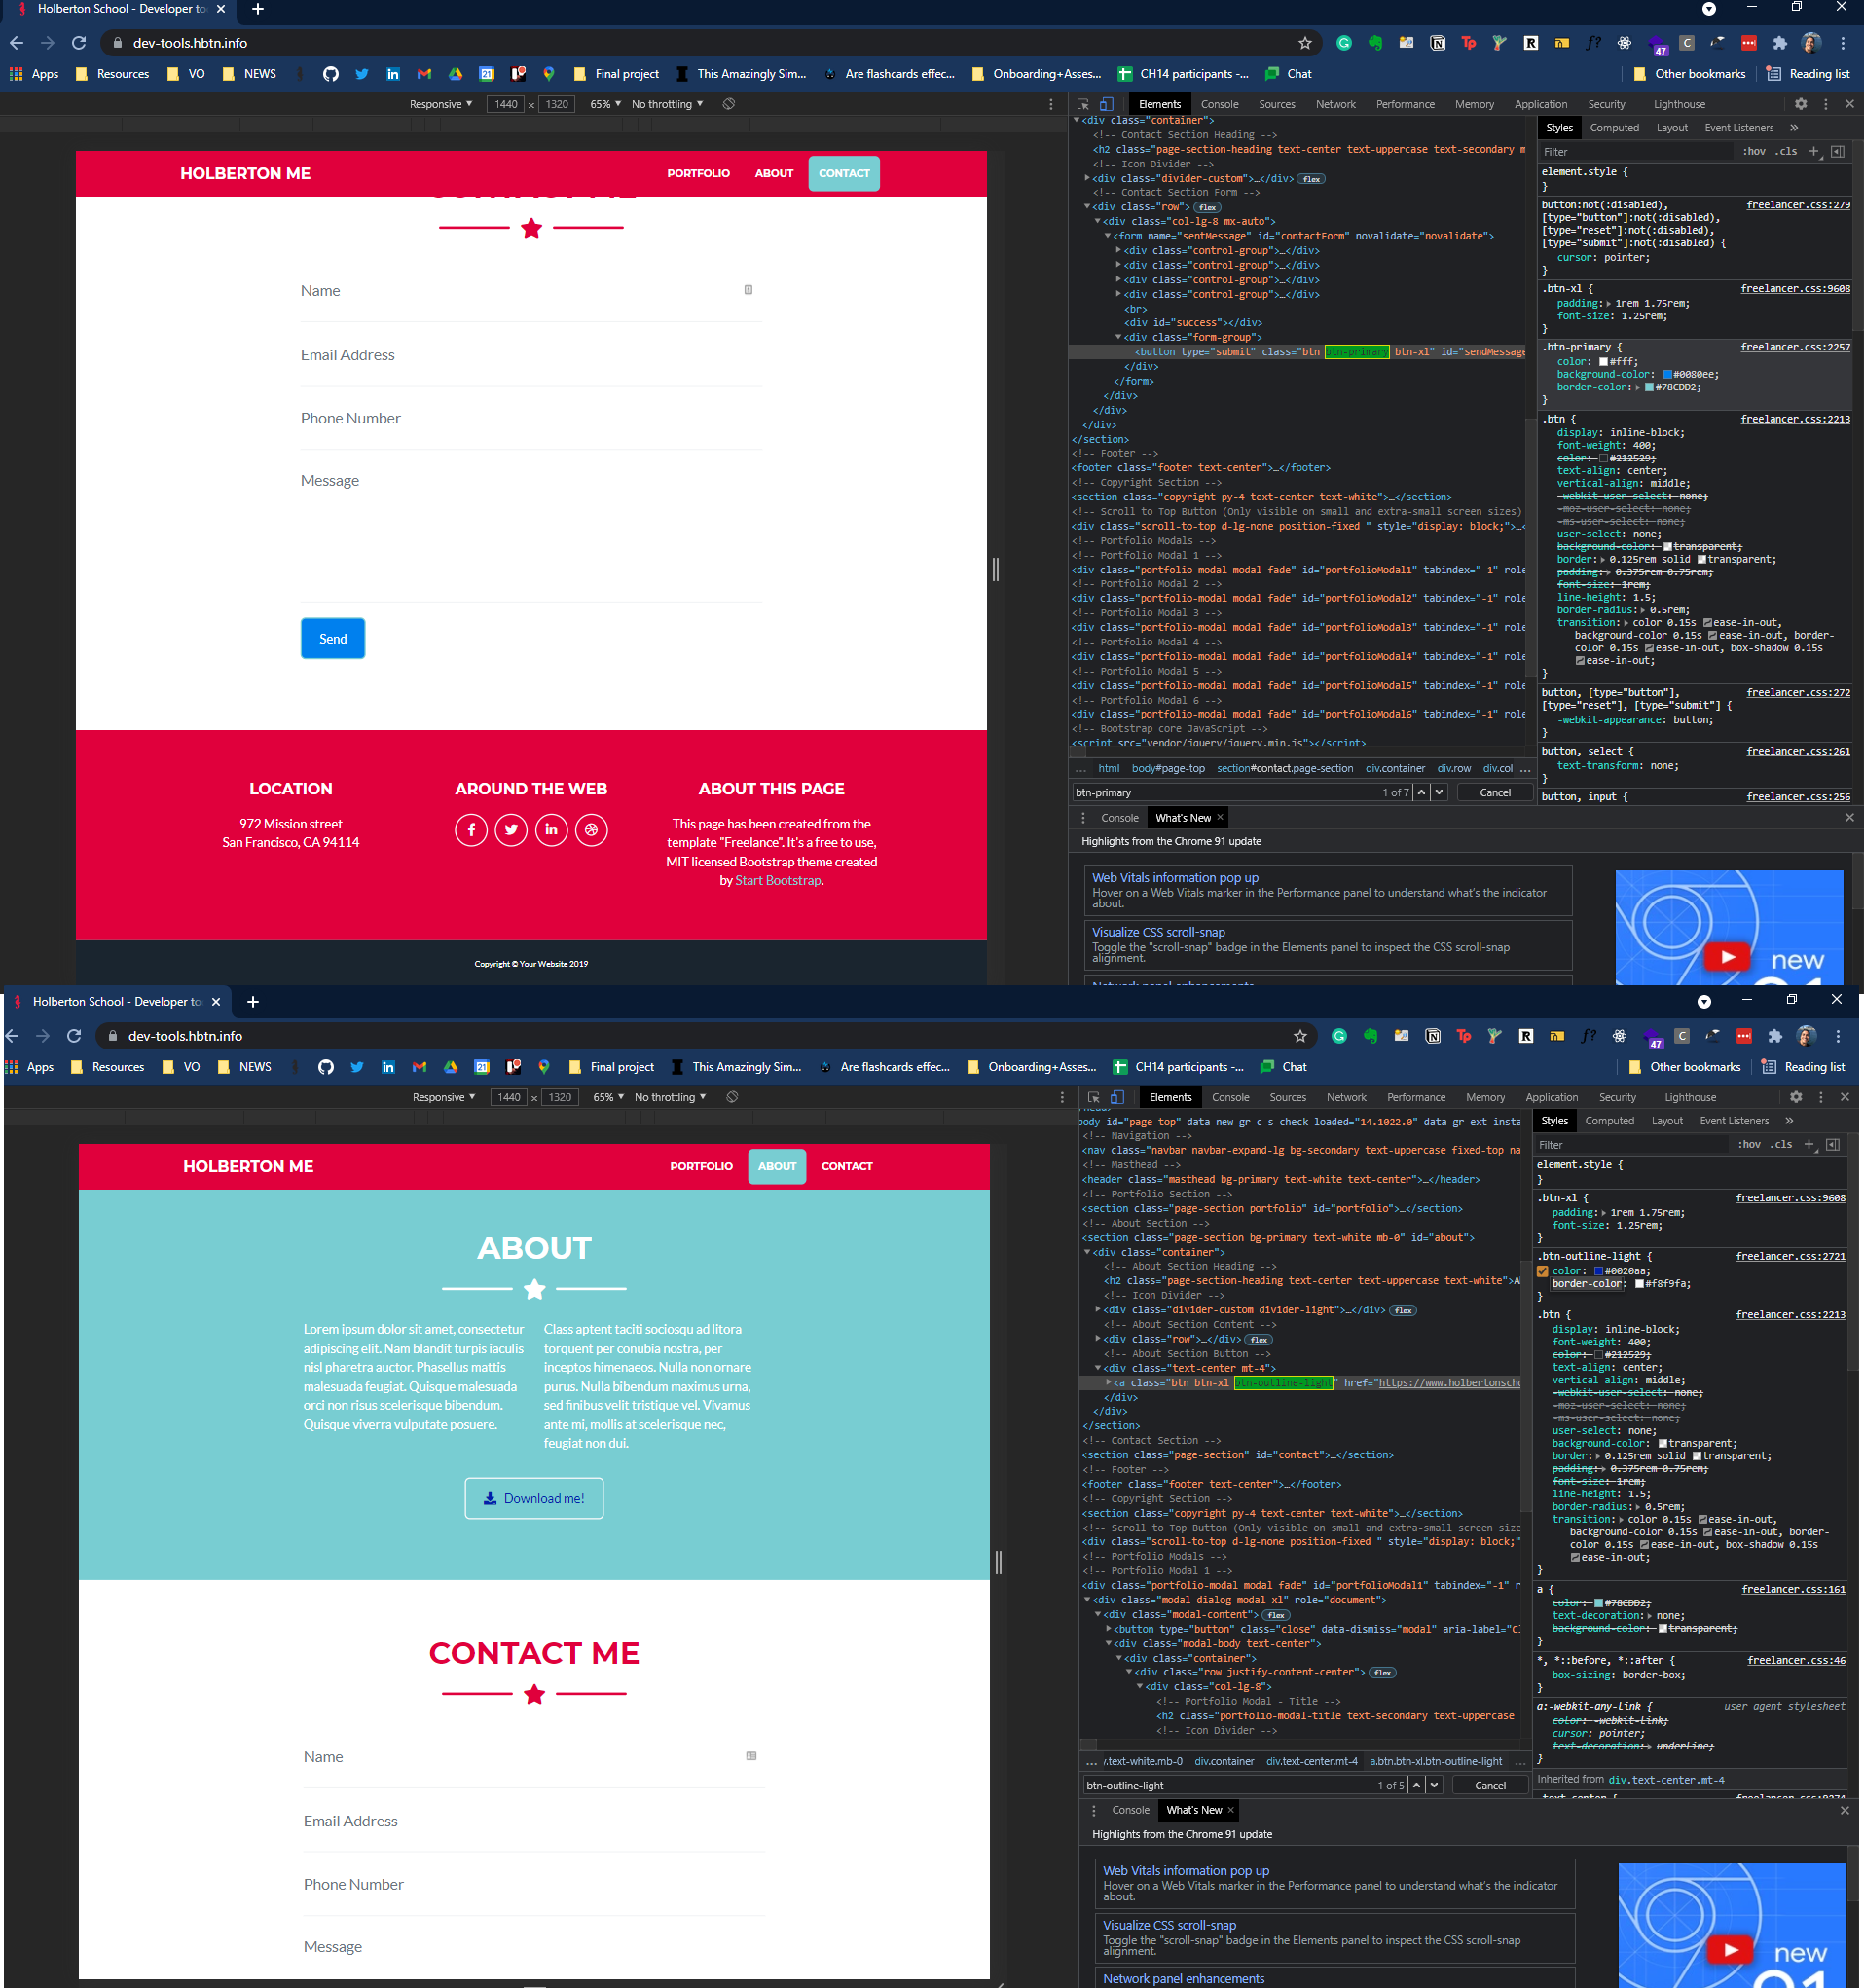 Holberton School - Developer to
dev-tools.hbtn.info
47
Apps Resources VO NEWS Final project This Amazingly Sim... Are flashcards effec... Onboarding+Asses... CH14 participants -... Chat Other bookmarks Reading list
Responsive 1440 x 1320 65% No throttling
Elements Console Sources Network Performance Memory Application Security Lighthouse
HOLBERTON ME PORTFOLIO ABOUT CONTACT
Name
Email Address
Phone Number
Message
Send
LOCATION
972 Mission street
San Francisco, CA 94114
AROUND THE WEB
ABOUT THIS PAGE
This page has been created from the
template "Freelance". It's a free to use,
MIT licensed Bootstrap theme created
by Start Bootstrap.
Copyright © Your Website 2019
<div class="container">
<!-- Contact Section Heading -->
<h2 class="page-section-heading text-center text-uppercase text-secondary m
<!-- Icon Divider -->
<div class="divider-custom">…</div> flex
<!-- Contact Section Form -->
<div class="row"> flex
<div class="col-lg-8 mx-auto">
<form name="sentMessage" id="contactForm" novalidate="novalidate">
<div class="control-group">…</div>
<div class="control-group">…</div>
<div class="control-group">…</div>
<div class="control-group">…</div>
<br>
<div id="success"></div>
<div class="form-group">
<button type="submit" class="btn btn-primary btn-xl" id="sendMessage
</div>
</form>
</div>
</div>
</div>
</section>
<!-- Footer -->
<footer class="footer text-center">…</footer>
<!-- Copyright Section -->
<section class="copyright py-4 text-center text-white">…</section>
<!-- Scroll to Top Button (Only visible on small and extra-small screen sizes)
<div class="scroll-to-top d-lg-none position-fixed " style="display: block;">…<
<!-- Portfolio Modals -->
<!-- Portfolio Modal 1 -->
<div class="portfolio-modal modal fade" id="portfolioModal1" tabindex="-1" role
<!-- Portfolio Modal 2 -->
<div class="portfolio-modal modal fade" id="portfolioModal2" tabindex="-1" role
<!-- Portfolio Modal 3 -->
<div class="portfolio-modal modal fade" id="portfolioModal3" tabindex="-1" role
<!-- Portfolio Modal 4 -->
<div class="portfolio-modal modal fade" id="portfolioModal4" tabindex="-1" role
<!-- Portfolio Modal 5 -->
<div class="portfolio-modal modal fade" id="portfolioModal5" tabindex="-1" role
<!-- Portfolio Modal 6 -->
<div class="portfolio-modal modal fade" id="portfolioModal6" tabindex="-1" role
<!-- Bootstrap core JavaScript -->
<script src="vendor/jquery/jquery.min.js"></script>
... html body#page-top section#contact.page-section div.container div.row div.col ...
btn-primary 1 of 7 Cancel
Styles Computed Layout Event Listeners »
Filter :hov .cls +
element.style {
}
button:not(:disabled), freelancer.css:279
[type="button"]:not(:disabled),
[type="reset"]:not(:disabled),
[type="submit"]:not(:disabled) {
cursor: pointer;
}
.btn-xl { freelancer.css:9608
padding: 1rem 1.75rem;
font-size: 1.25rem;
}
.btn-primary { freelancer.css:2257
color: #fff;
background-color: #0080ee;
border-color: #78CDD2;
}
.btn { freelancer.css:2213
display: inline-block;
font-weight: 400;
color: #212529;
text-align: center;
vertical-align: middle;
-webkit-user-select: none;
-moz-user-select: none;
-ms-user-select: none;
user-select: none;
background-color: transparent;
border: 0.125rem solid transparent;
padding: 0.375rem 0.75rem;
font-size: 1rem;
line-height: 1.5;
border-radius: 0.5rem;
transition: color 0.15s ease-in-out,
background-color 0.15s ease-in-out, border-
color 0.15s ease-in-out, box-shadow 0.15s
ease-in-out;
}
button, [type="button"], freelancer.css:272
[type="reset"], [type="submit"] {
-webkit-appearance: button;
}
button, select { freelancer.css:261
text-transform: none;
}
button, input { freelancer.css:256
Console What's New ×
Highlights from the Chrome 91 update
Web Vitals information pop up
Hover on a Web Vitals marker in the Performance panel to understand what's the indicator
about.
Visualize CSS scroll-snap
Toggle the "scroll-snap" badge in the Elements panel to inspect the CSS scroll-snap
alignment.
Network panel enhancements
new
Holberton School - Developer to
dev-tools.hbtn.info
47
Apps Resources VO NEWS Final project This Amazingly Sim... Are flashcards effec... Onboarding+Asses... CH14 participants -... Chat Other bookmarks Reading list
Responsive 1440 x 1320 65% No throttling
Elements Console Sources Network Performance Memory Application Security Lighthouse
HOLBERTON ME PORTFOLIO ABOUT CONTACT
ABOUT
Lorem ipsum dolor sit amet, consectetur
adipiscing elit. Nam blandit turpis iaculis
nisl pharetra auctor. Phasellus mattis
malesuada feugiat. Quisque malesuada
orci non risus scelerisque bibendum.
Quisque viverra vulputate posuere.
Class aptent taciti sociosqu ad litora
torquent per conubia nostra, per
inceptos himenaeos. Nulla non ornare
purus. Nulla bibendum maximus urna,
sed finibus velit tristique vel. Vivamus
ante mi, mollis at scelerisque nec,
feugiat non dui.
Download me!
CONTACT ME
Name
Email Address
Phone Number
Message
head>
body id="page-top" data-new-gr-c-s-check-loaded="14.1022.0" data-gr-ext-insta
<!-- Navigation -->
<nav class="navbar navbar-expand-lg bg-secondary text-uppercase fixed-top na
<!-- Masthead -->
<header class="masthead bg-primary text-white text-center">…</header>
<!-- Portfolio Section -->
<section class="page-section portfolio" id="portfolio">…</section>
<!-- About Section -->
<section class="page-section bg-primary text-white mb-0" id="about">
<div class="container">
<!-- About Section Heading -->
<h2 class="page-section-heading text-center text-uppercase text-white">A
<!-- Icon Divider -->
<div class="divider-custom divider-light">…</div> flex
<!-- About Section Content -->
<div class="row">…</div> flex
<!-- About Section Button -->
<div class="text-center mt-4">
<a class="btn btn-xl btn-outline-light" href="https://www.holbertonscho
</div>
</div>
</section>
<!-- Contact Section -->
<section class="page-section" id="contact">…</section>
<!-- Footer -->
<footer class="footer text-center">…</footer>
<!-- Copyright Section -->
<section class="copyright py-4 text-center text-white">…</section>
<!-- Scroll to Top Button (Only visible on small and extra-small screen size
<div class="scroll-to-top d-lg-none position-fixed " style="display: block;"
<!-- Portfolio Modals -->
<!-- Portfolio Modal 1 -->
<div class="portfolio-modal modal fade" id="portfolioModal1" tabindex="-1" r
<div class="modal-dialog modal-xl" role="document">
<div class="modal-content"> flex
<button type="button" class="close" data-dismiss="modal" aria-label="Cl
<div class="modal-body text-center">
<div class="container">
<div class="row justify-content-center"> flex
<div class="col-lg-8">
<!-- Portfolio Modal - Title -->
<h2 class="portfolio-modal-title text-secondary text-uppercase
<!-- Icon Divider -->
... .text-white.mb-0 div.container div.text-center.mt-4 a.btn.btn-xl.btn-outline-light ...
btn-outline-light 1 of 5 Cancel
Styles Computed Layout Event Listeners »
Filter :hov .cls +
element.style {
}
.btn-xl { freelancer.css:9608
padding: 1rem 1.75rem;
font-size: 1.25rem;
}
.btn-outline-light { freelancer.css:2721
color: #0020aa;
border-color: #f8f9fa;
}
.btn { freelancer.css:2213
display: inline-block;
font-weight: 400;
color: #212529;
text-align: center;
vertical-align: middle;
-webkit-user-select: none;
-moz-user-select: none;
-ms-user-select: none;
user-select: none;
background-color: transparent;
border: 0.125rem solid transparent;
padding: 0.375rem 0.75rem;
font-size: 1rem;
line-height: 1.5;
border-radius: 0.5rem;
transition: color 0.15s ease-in-out,
background-color 0.15s ease-in-out, border-
color 0.15s ease-in-out, box-shadow 0.15s
ease-in-out;
}
a { freelancer.css:161
color: #78CDD2;
text-decoration: none;
background-color: transparent;
}
*, *::before, *::after { freelancer.css:46
box-sizing: border-box;
}
a:-webkit-any-link { user agent stylesheet
color: -webkit-link;
cursor: pointer;
text-decoration: underline;
}
Inherited from div.text-center.mt-4
Console What's New ×
Highlights from the Chrome 91 update
Web Vitals information pop up
Hover on a Web Vitals marker in the Performance panel to understand what's the indicator
about.
Visualize CSS scroll-snap
Toggle the "scroll-snap" badge in the Elements panel to inspect the CSS scroll-snap
alignment.
Network panel enhancements
new